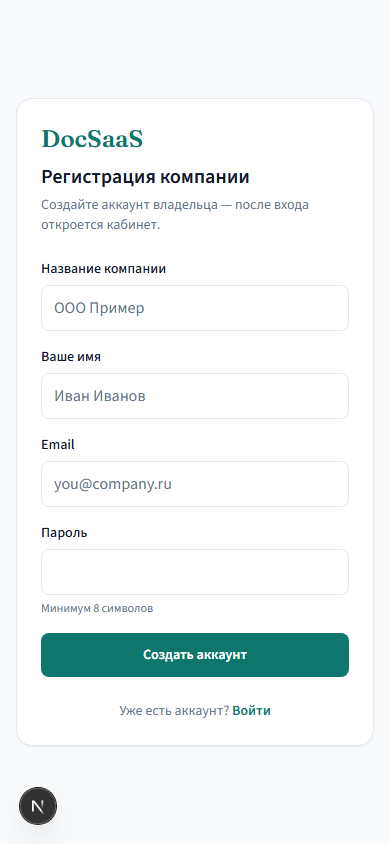 DocSaaS
Регистрация компании
Создайте аккаунт владельца — после входа
откроется кабинет.
Название компании
ООО Пример
Ваше имя
Иван Иванов
Email
you@company.ru
Пароль
Минимум 8 символов
Создать аккаунт
Уже есть аккаунт? Войти
N